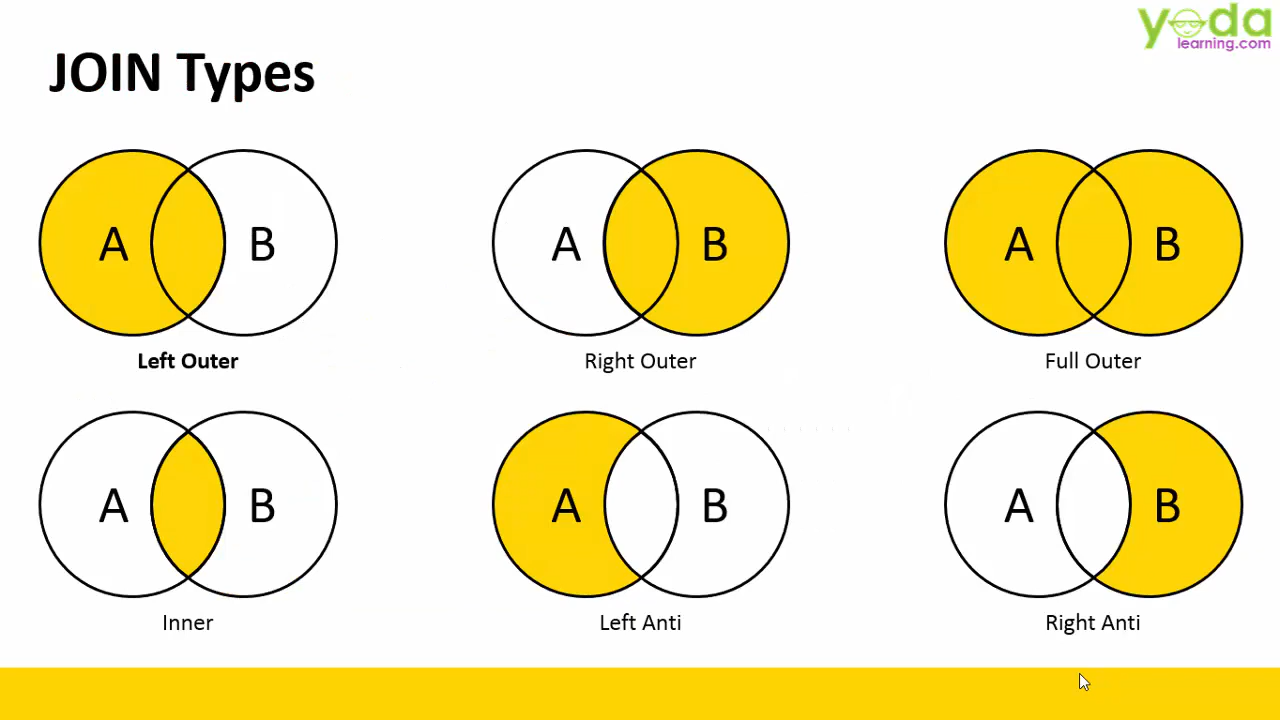 yoda
learning.com
JOIN Types
A B
A B
A B
Left Outer
Right Outer
Full Outer
A B
A B
A B
Inner
Left Anti
Right Anti